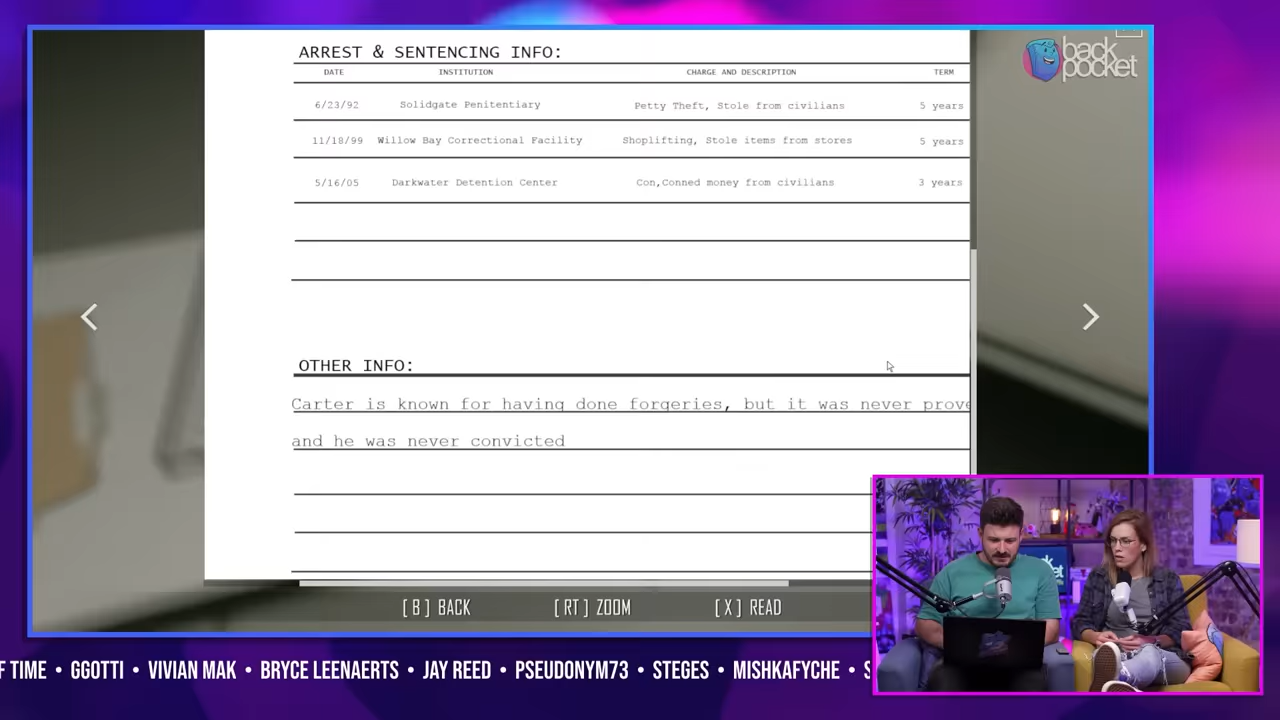 ARREST & SENTENCING INFO:
back pocket
DATE INSTITUTION CHARGE AND DESCRIPTION TERM
6/23/92 Solidgate Penitentiary Petty Theft, Stole from civilians 5 years
11/18/99 Willow Bay Correctional Facility Shoplifting, Stole items from stores 5 years
5/16/05 Darkwater Detention Center Con,Conned money from civilians 3 years
OTHER INFO:
Carter is known for having done forgeries, but it was never prove
and he was never convicted
back pocket
[B] BACK [RT] ZOOM [X] READ
F TIME • GGOTTI • VIVIAN MAK • BRYCE LEENAERTS • JAY REED • PSEUDONYM73 • STEGES • MISHKAFYCHE • S